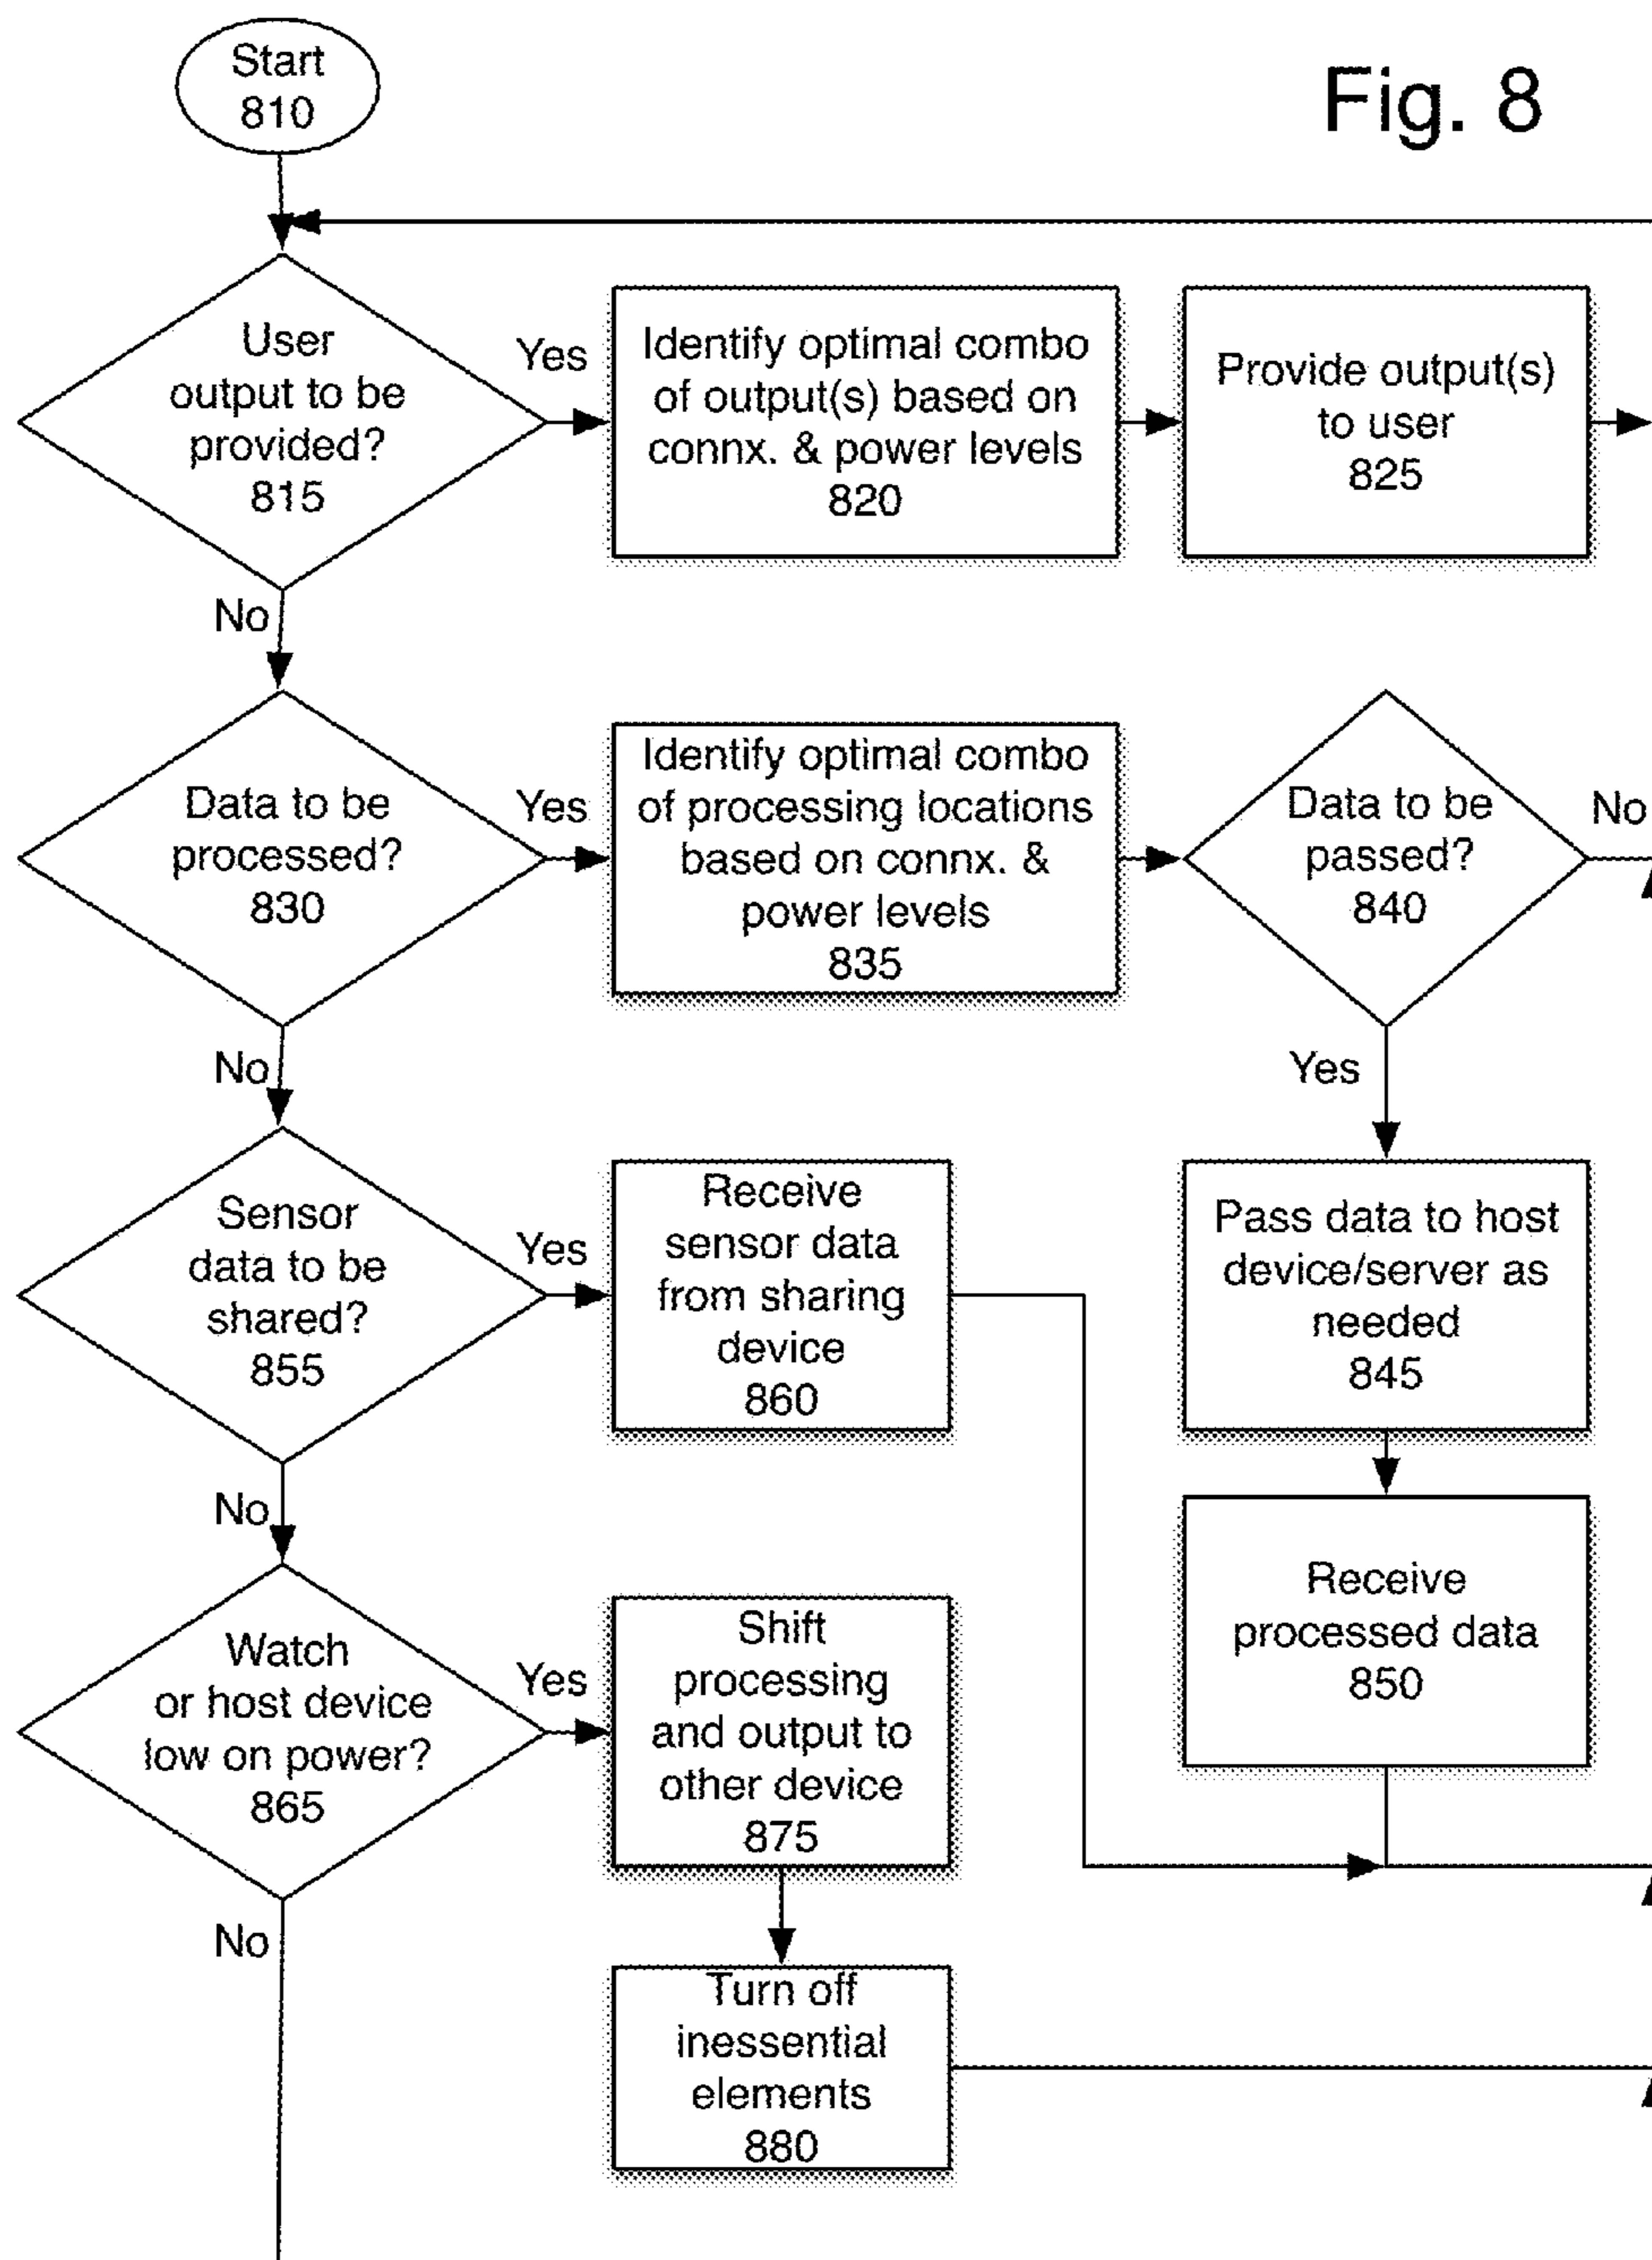 Start
810
Fig. 8
User
output to be
provided?
815
Yes
Identify optimal combo
of output(s) based on
connx. & power levels
820
Provide output(s)
to user
825
No
Data to be
processed?
830
Yes
Identify optimal combo
of processing locations
based on connx. &
power levels
835
Data to be
passed?
840
No
No
Yes
Sensor
data to be
shared?
855
Yes
Receive
sensor data
from sharing
device
860
Pass data to host
device/server as
needed
845
No
Receive
processed data
850
Watch
or host device
low on power?
865
Yes
Shift
processing
and output to
other device
875
No
Turn off
inessential
elements
880